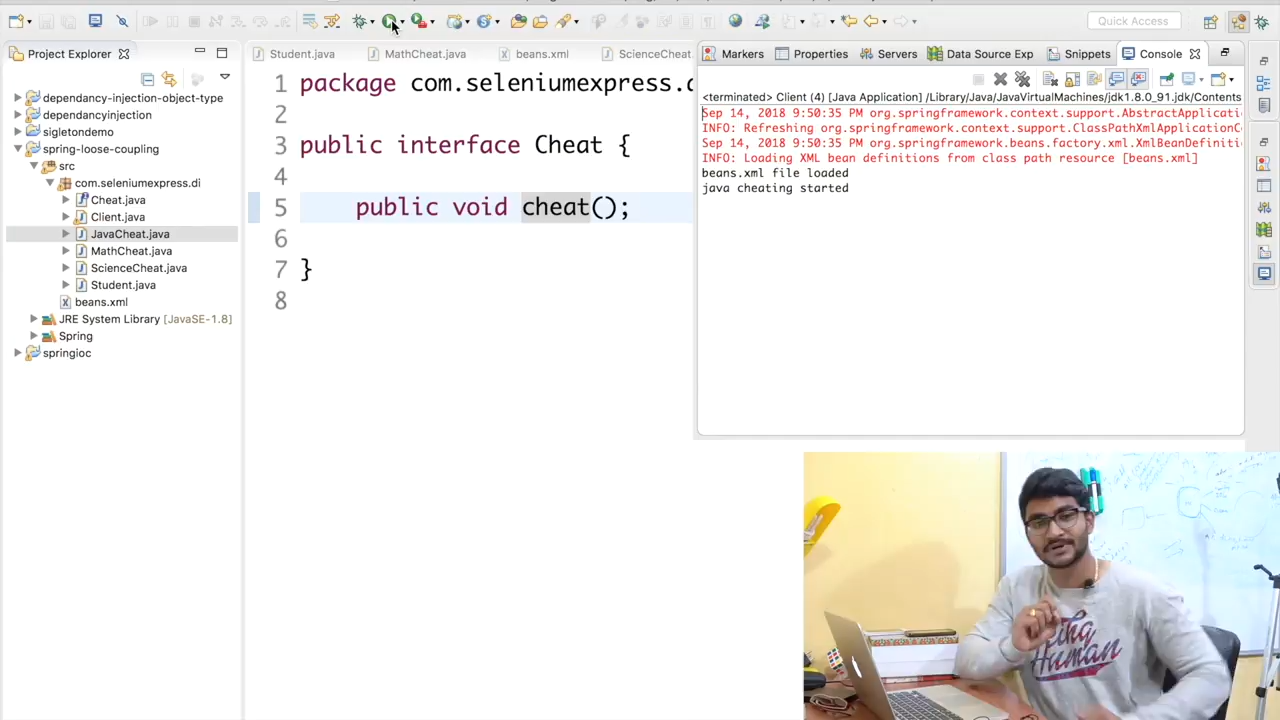 Quick Access
Project Explorer
dependancy-injection-object-type
dependancyinjection
sigletondemo
spring-loose-coupling
src
com.seleniumexpress.di
Cheat.java
Client.java
JavaCheat.java
MathCheat.java
ScienceCheat.java
Student.java
beans.xml
JRE System Library [JavaSE-1.8]
Spring
springioc
Student.java
MathCheat.java
beans.xml
ScienceCheat
1 package com.seleniumexpress.d
2
3 public interface Cheat {
4
5 public void cheat();
6
7 }
8
Markers
Properties
Servers
Data Source Exp
Snippets
Console
<terminated> Client (4) [Java Application] /Library/Java/JavaVirtualMachines/jdk1.8.0_91.jdk/Contents
Sep 14, 2018 9:50:35 PM org.springframework.context.support.AbstractApplicati
INFO: Refreshing org.springframework.context.support.ClassPathXmlApplicationC
Sep 14, 2018 9:50:35 PM org.springframework.beans.factory.xml.XmlBeanDefiniti
INFO: Loading XML bean definitions from class path resource [beans.xml]
beans.xml file loaded
java cheating started
Being
Human